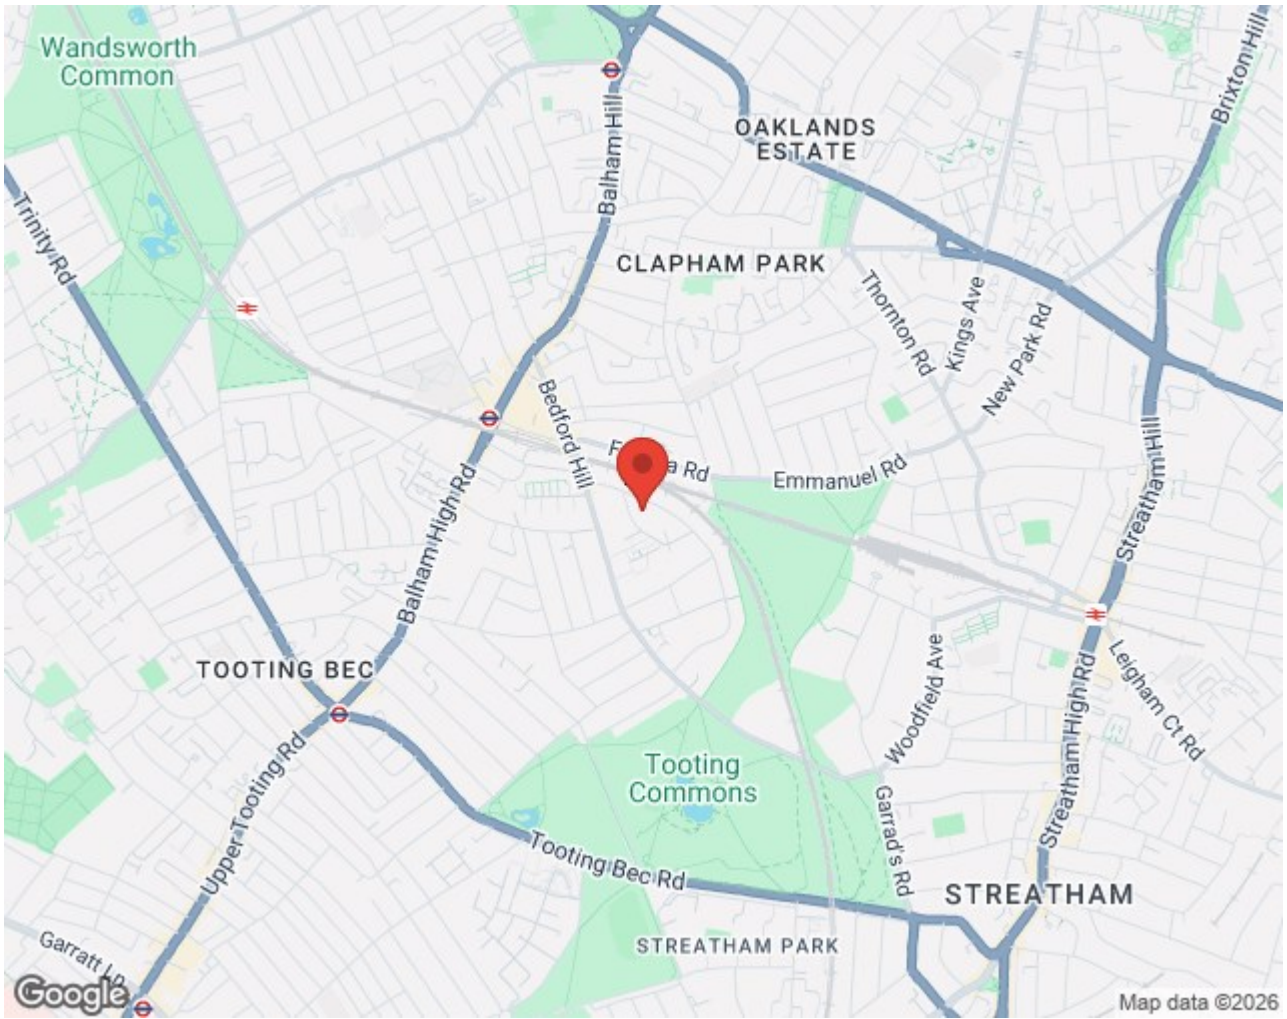 Wandsworth
Common
Brixton Hill
OAKLANDS
ESTATE
Balham Hill
Trinity Rd
CLAPHAM PARK
Thornton Rd
Kings Ave
New Park Rd
Bedford Hill
Rd
Emmanuel Rd
Streatham Hill
Balham High Rd
TOOTING BEC
Woodfield Ave
Leigham Ct Rd
Streatham High Rd
Upper Tooting Rd
Tooting
Commons
Garrad's Rd
Tooting Bec Rd
STREATHAM
STREATHAM PARK
Garratt Ln
Google
Map data ©2026